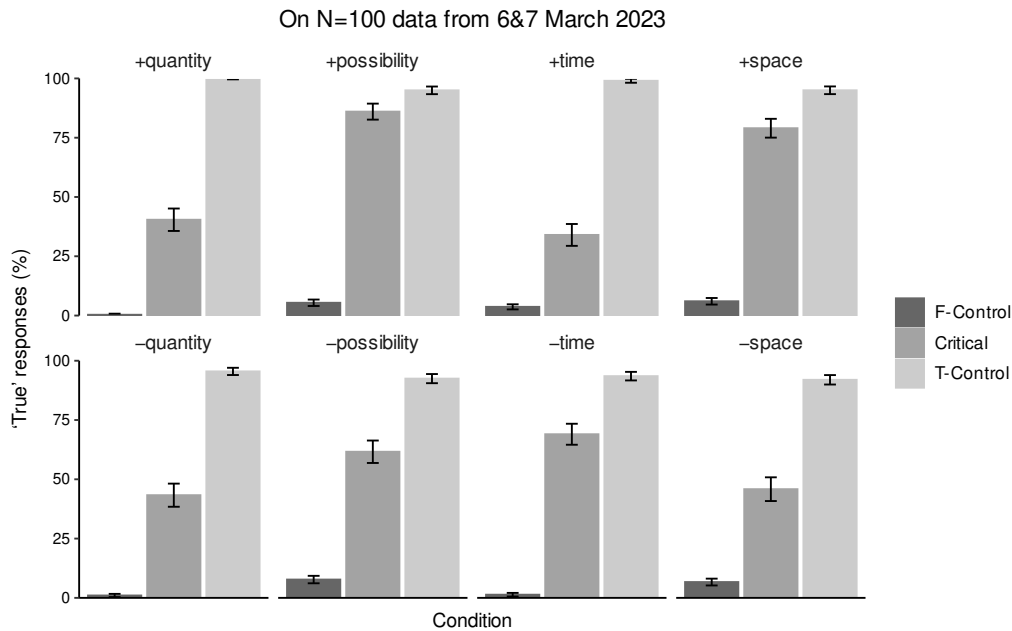 On N=100 data from 6&7 March 2023
+quantity +possibility +time +space
100
75
50
25
0
–quantity –possibility –time –space
100
75
50
25
0
‘True’ responses (%)
Condition
F-Control
Critical
T-Control